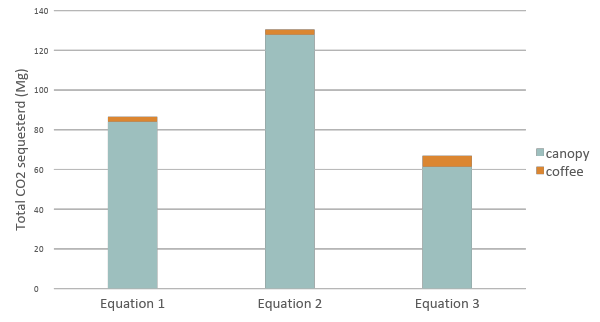 140
120
100
80
60
40
20
0
Total CO2 sequesterd (Mg)
Equation 1
Equation 2
Equation 3
canopy
coffee